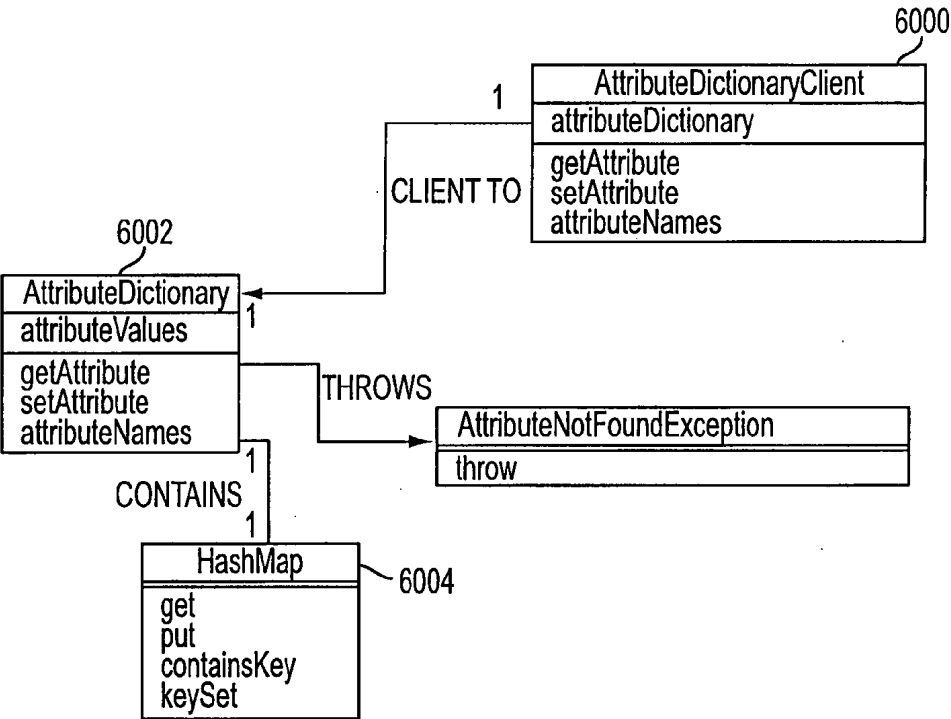 6000
AttributeDictionaryClient
1
attributeDictionary
getAttribute
setAttribute
attributeNames
CLIENT TO
6002
AttributeDictionary
1
attributeValues
getAttribute
setAttribute
attributeNames
THROWS
AttributeNotFoundException
throw
1
CONTAINS
1
HashMap
6004
get
put
containsKey
keySet